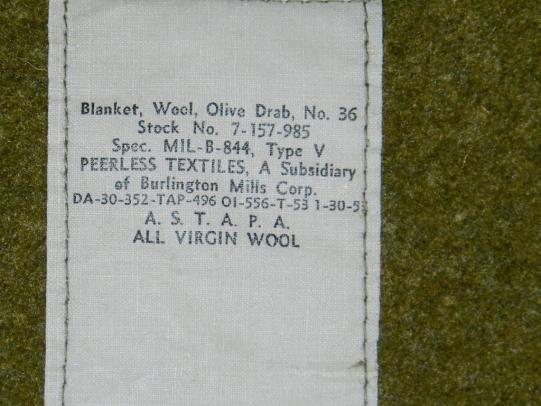 Blanket, Wool, Olive Drab, No. 36
Stock No. 7-157-985
Spec. MIL-B-844, Type V
PEERLESS TEXTILES, A Subsidiary
of Burlington Mills Corp.
DA-30-352-TAP-496 OI-556-T-53 1-30-53
A. S. T. A. P. A.
ALL VIRGIN WOOL